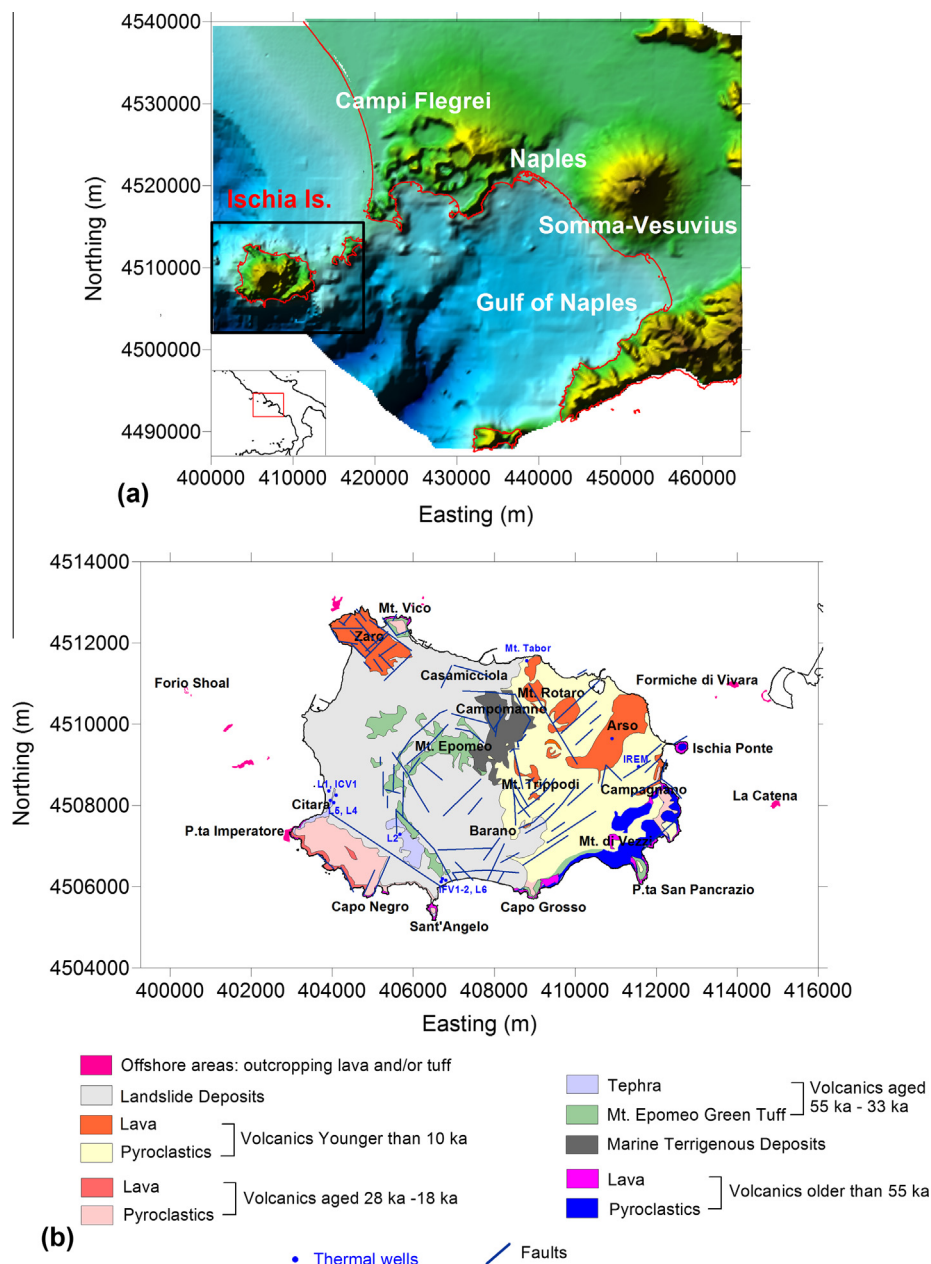 4540000
4530000
4520000
4510000
4500000
4490000
Northing (m)
Campi Flegrei
Naples
Ischia Is.
Somma-Vesuvius
Gulf of Naples
400000 410000 420000 430000 440000 450000 460000
(a)
Easting (m)
4514000
4512000
4510000
4508000
4506000
4504000
Northing (m)
Mt. Vico
Zaro
Mt. Tabor
Casamicciola
Forio Shoal
Mt. Rotaro
Formiche di Vivara
Campomanno
Arso
Mt. Epomeo
Ischia Ponte
IREM
L1, ICV1
Mt. Trippodi
Campagnano
Citara
L5, L4
La Catena
P.ta Imperatore
L2
Barano
Mt. di Vezzi
IFV1-2, L6
P.ta San Pancrazio
Capo Negro
Capo Grosso
Sant'Angelo
400000 402000 404000 406000 408000 410000 412000 414000 416000
Easting (m)
Offshore areas: outcropping lava and/or tuff
Landslide Deposits
Lava
Pyroclastics
Volcanics Younger than 10 ka
Lava
Pyroclastics
Volcanics aged 28 ka -18 ka
Tephra
Mt. Epomeo Green Tuff
Volcanics aged
55 ka - 33 ka
Marine Terrigenous Deposits
Lava
Pyroclastics
Volcanics older than 55 ka
(b)
Thermal wells
Faults